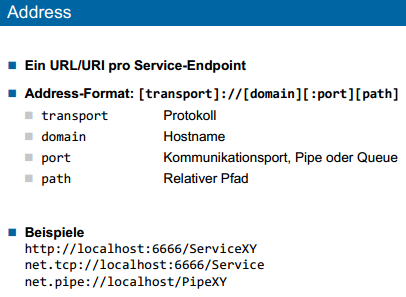 Address
Ein URL/URI pro Service-Endpoint
Address-Format: [transport]://[domain][:port][path]
transport Protokoll
domain Hostname
port Kommunikationsport, Pipe oder Queue
path Relativer Pfad
Beispiele
http://localhost:6666/ServiceXY
net.tcp://localhost:6666/Service
net.pipe://localhost/PipeXY